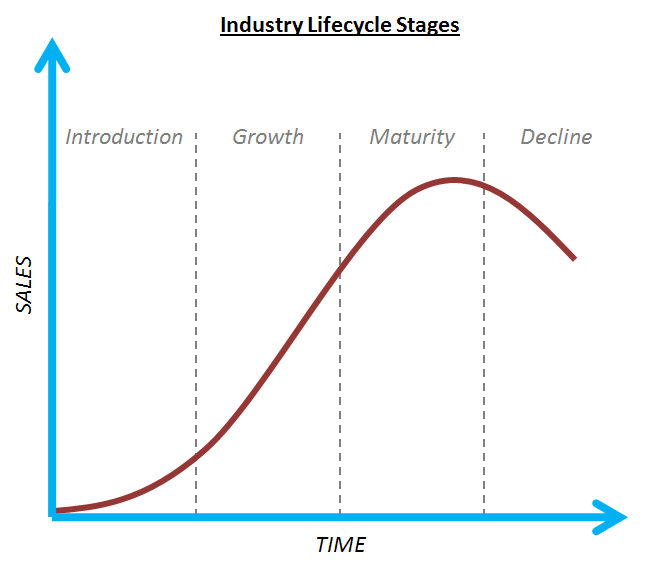 Industry Lifecycle Stages
Introduction
Growth
Maturity
Decline
SALES
TIME